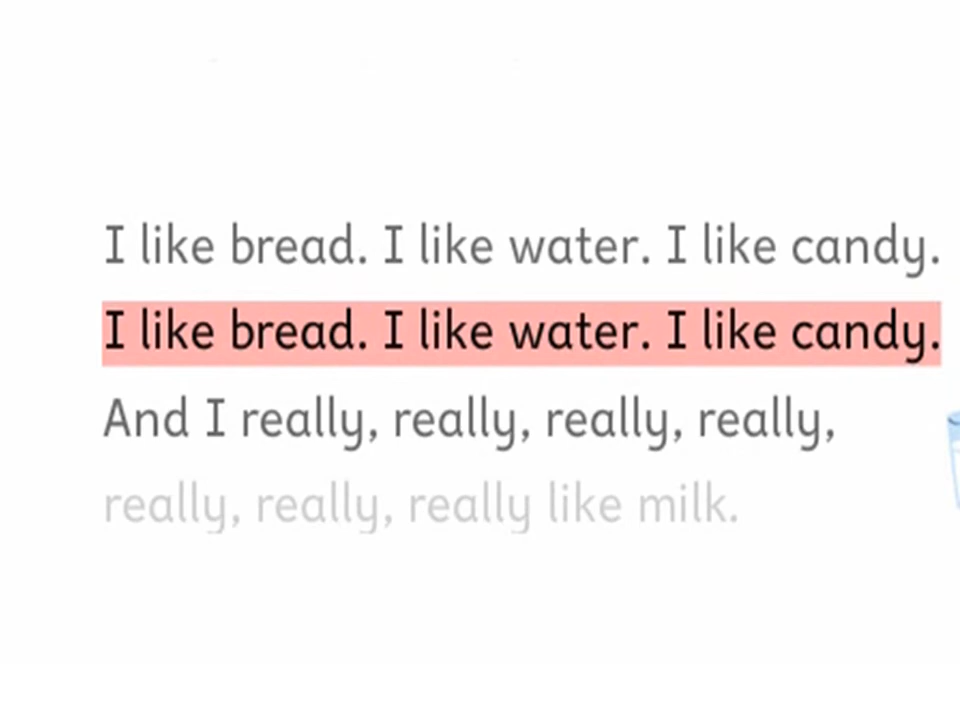 I like bread. I like water. I like candy.
I like bread. I like water. I like candy.
And I really, really, really, really,
really, really, really like milk.